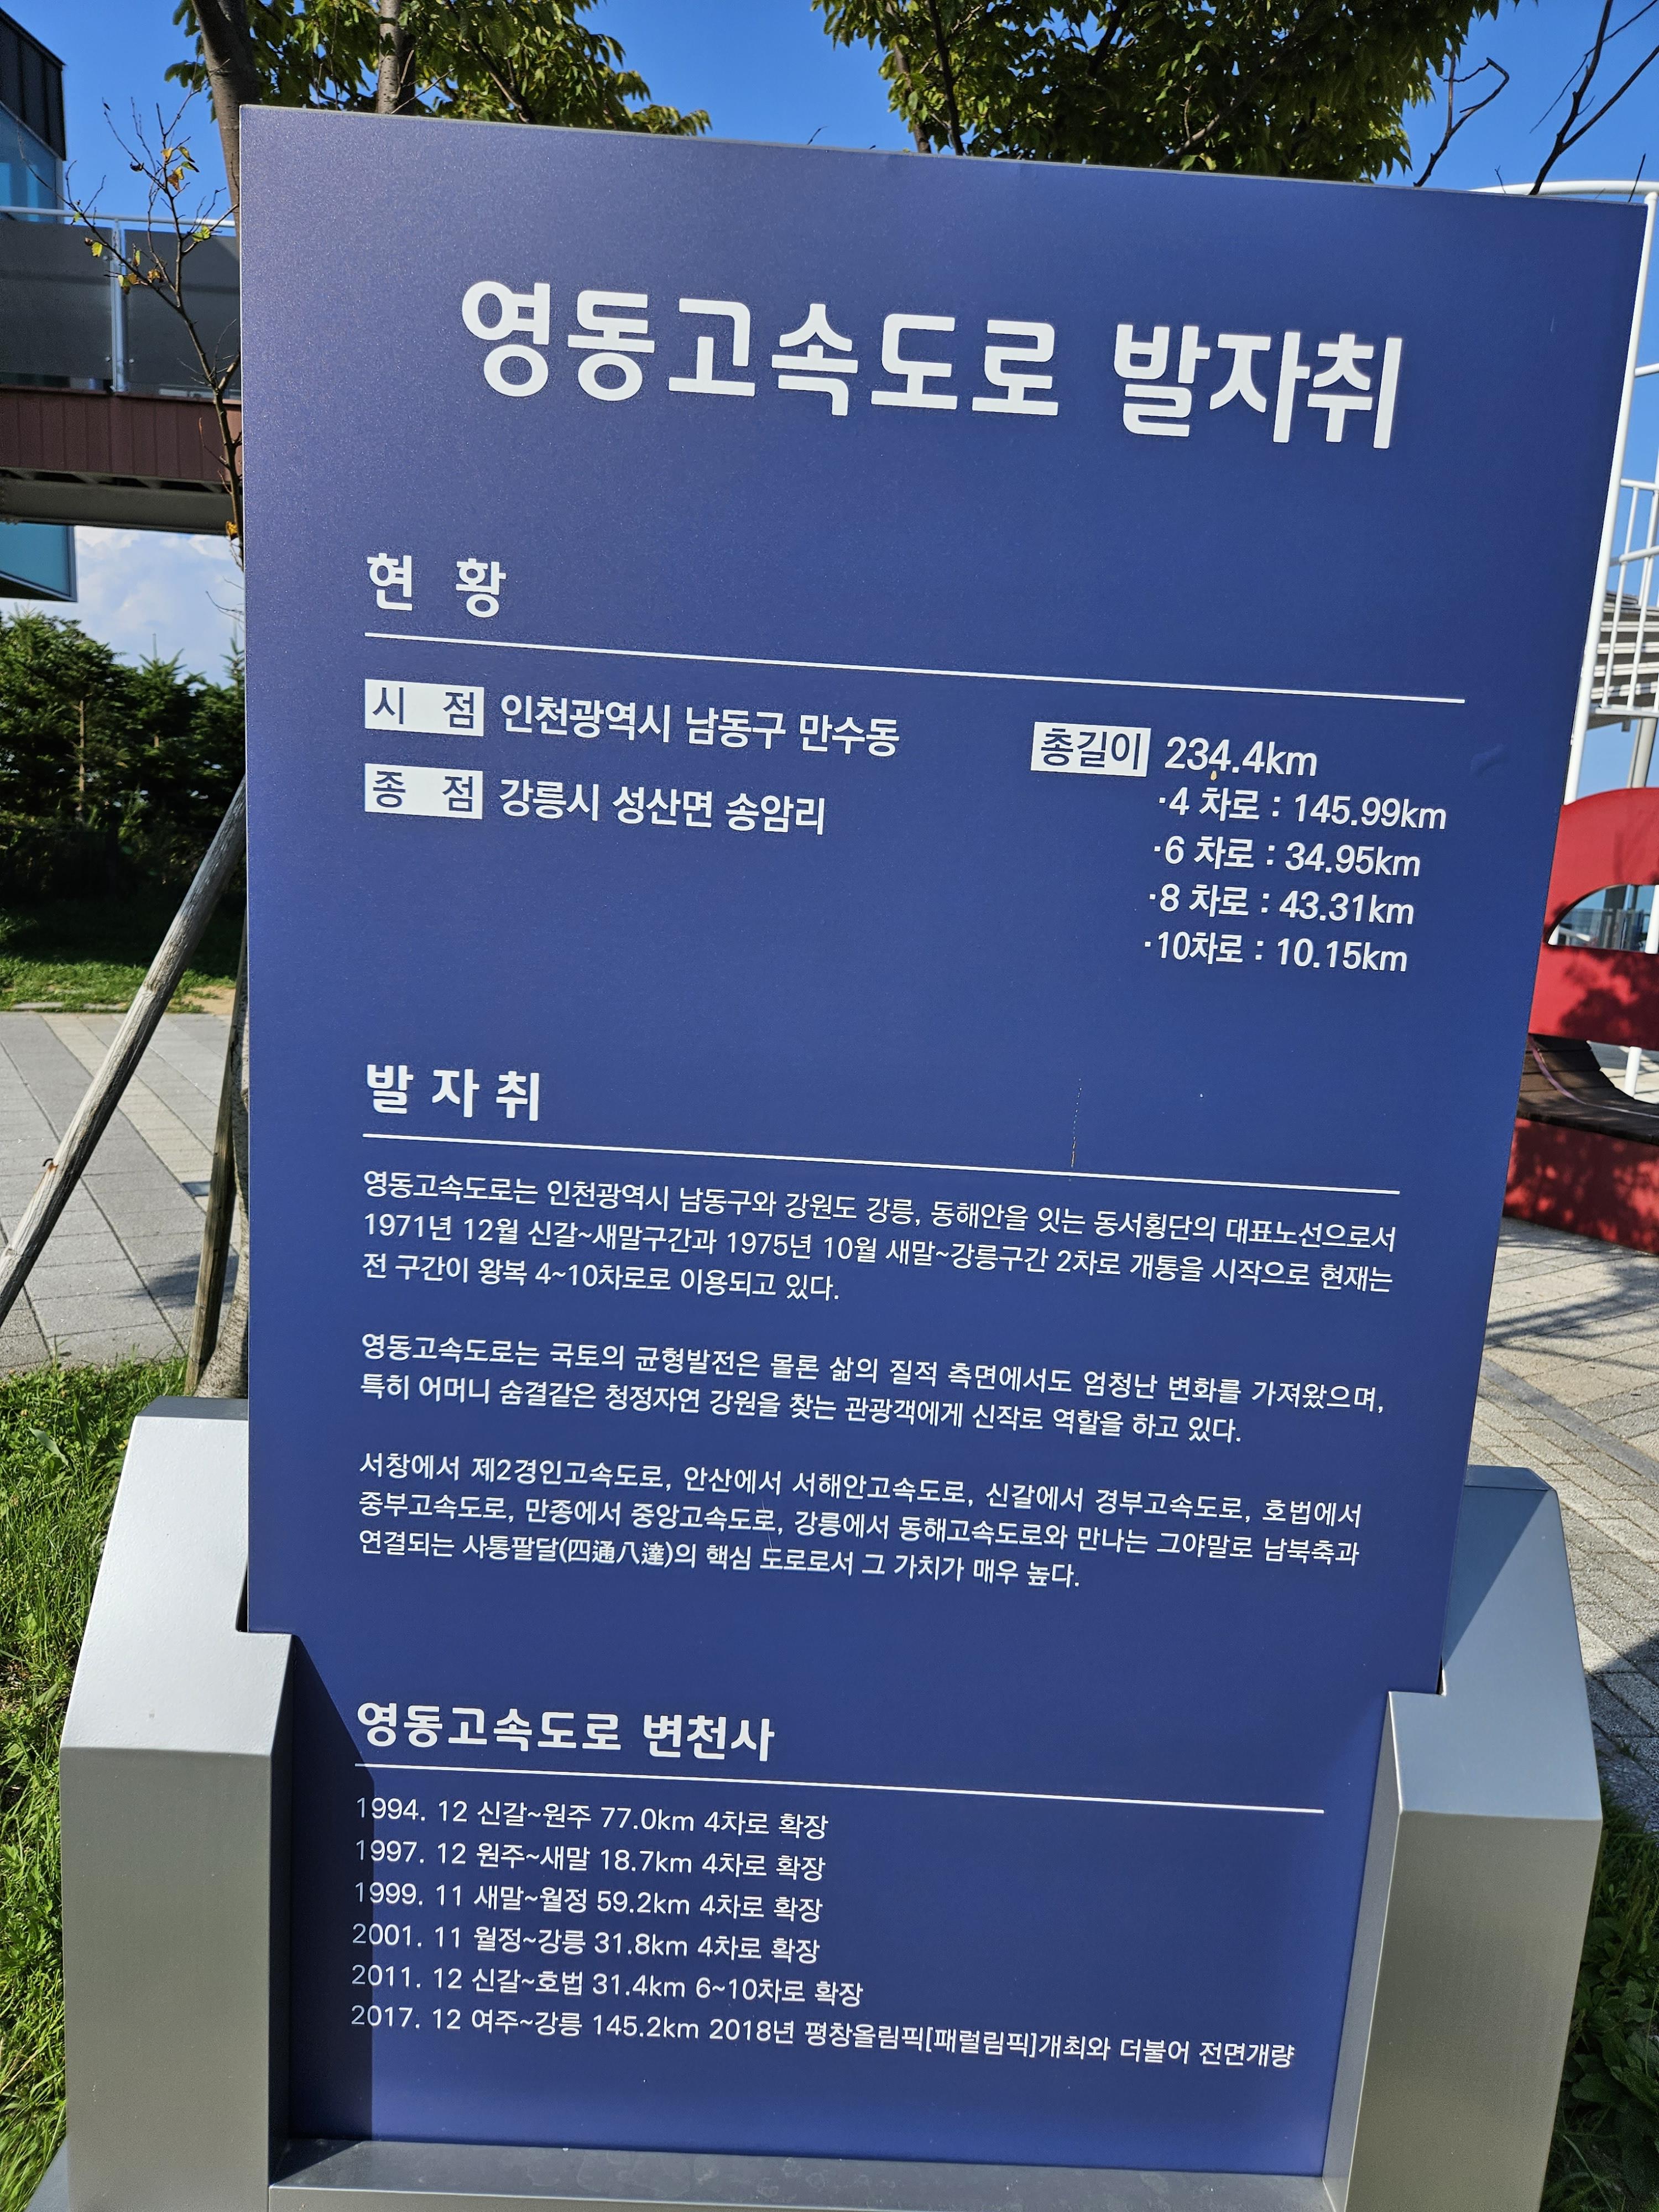 영동고속도로 발자취
현 황
시 점 인천광역시 남동구 만수동
종 점 강릉시 성산면 송암리
총길이 234.4km
·4 차로 : 145.99km
·6 차로 : 34.95km
·8 차로 : 43.31km
·10차로 : 10.15km
발 자 취
영동고속도로는 인천광역시 남동구와 강원도 강릉, 동해안을 잇는 동서횡단의 대표노선으로서
1971년 12월 신갈~새말구간과 1975년 10월 새말~강릉구간 2차로 개통을 시작으로 현재는
전 구간이 왕복 4~10차로로 이용되고 있다.
영동고속도로는 국토의 균형발전은 몰론 삶의 질적 측면에서도 엄청난 변화를 가져왔으며,
특히 어머니 숨결같은 청정자연 강원을 찾는 관광객에게 신작로 역할을 하고 있다.
서창에서 제2경인고속도로, 안산에서 서해안고속도로, 신갈에서 경부고속도로, 호법에서
중부고속도로, 만종에서 중앙고속도로, 강릉에서 동해고속도로와 만나는 그야말로 남북축과
연결되는 사통팔달(四通八達)의 핵심 도로로서 그 가치가 매우 높다.
영동고속도로 변천사
1994. 12 신갈~원주 77.0km 4차로 확장
1997. 12 원주~새말 18.7km 4차로 확장
1999. 11 새말~월정 59.2km 4차로 확장
2001. 11 월정~강릉 31.8km 4차로 확장
2011. 12 신갈~호법 31.4km 6~10차로 확장
2017. 12 여주~강릉 145.2km 2018년 평창올림픽[패럴림픽]개최와 더불어 전면개량